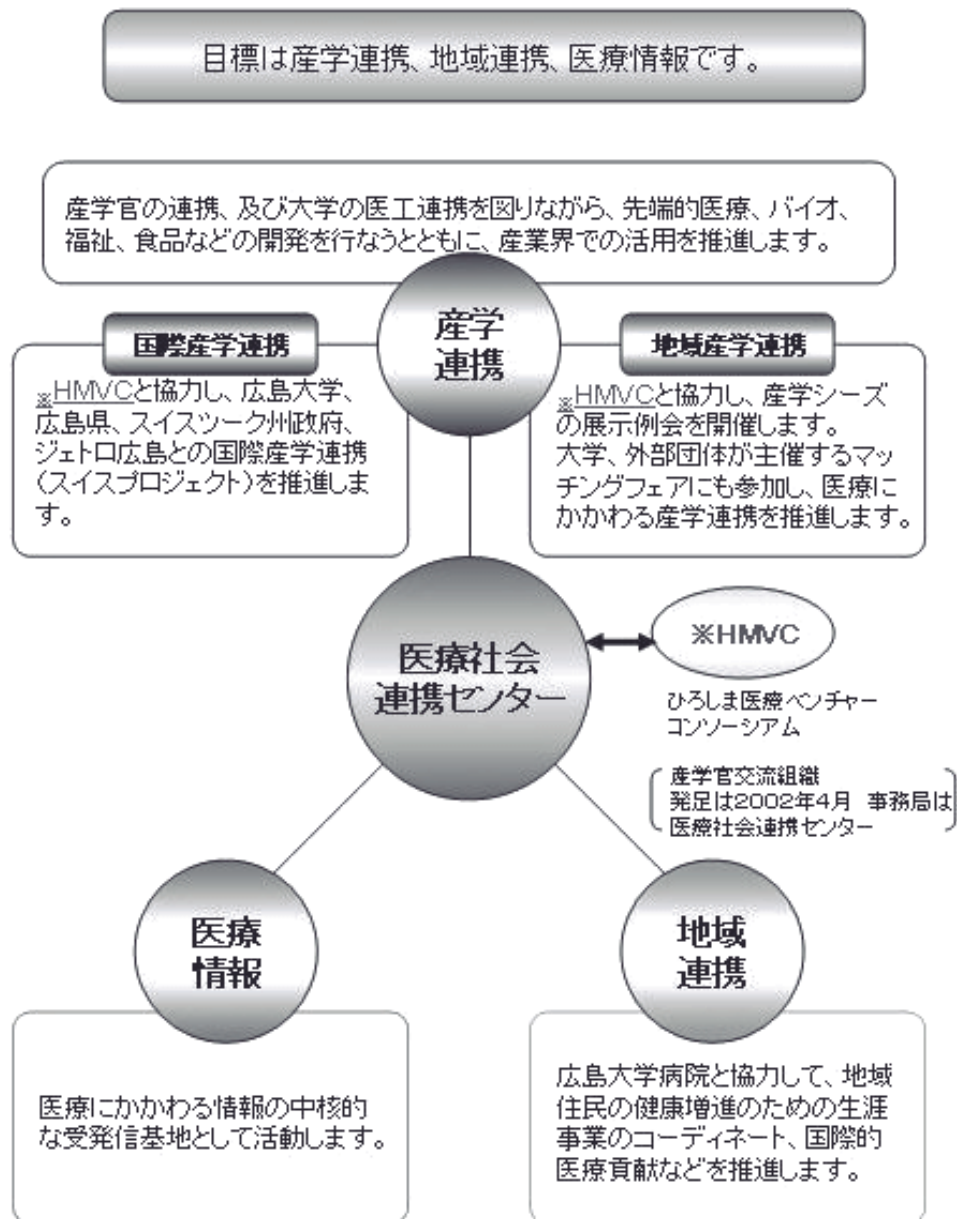 目標は産学連携、地域連携、医療情報です。
産学官の連携、及び大学の医工連携を図りながら、先端的医療、バイオ、
福祉、食品などの開発を行なうとともに、産業界での活用を推進します。
産学
連携
国際産学連携
※HMVCと協力し、広島大学、
広島県、スイスツーク州政府、
ジェトロ広島との国際産学連携
（スイスプロジェクト）を推進しま
す。
地域産学連携
※HMVCと協力し、産学シーズ
の展示例会を開催します。
大学、外部団体が主催するマッ
チングフェアにも参加し、医療に
かかわる産学連携を推進します。
医療社会
連携センター
※HMVC
ひろしま医療ベンチャー
コンソーシアム
産学官交流組織
発足は2002年4月　事務局は
医療社会連携センター
医療
情報
医療にかかわる情報の中核的
な受発信基地として活動します。
地域
連携
広島大学病院と協力して、地域
住民の健康増進のための生涯
事業のコーディネート、国際的
医療貢献などを推進します。